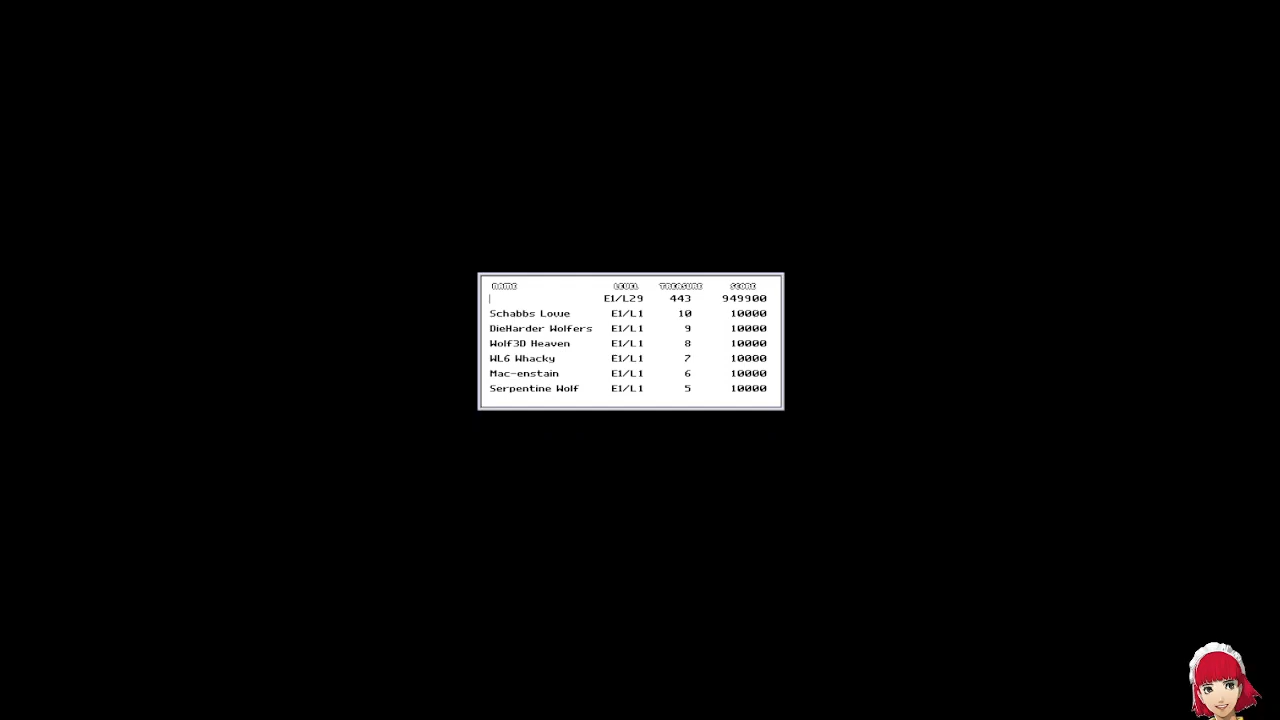 NAME LEVEL TREASURE SCORE
E1/L29 443 949900
Schabbs Lowe E1/L1 10 10000
DieHarder Wolfers E1/L1 9 10000
Wolf3D Heaven E1/L1 8 10000
WL6 Whacky E1/L1 7 10000
Mac-enstain E1/L1 6 10000
Serpentine Wolf E1/L1 5 10000